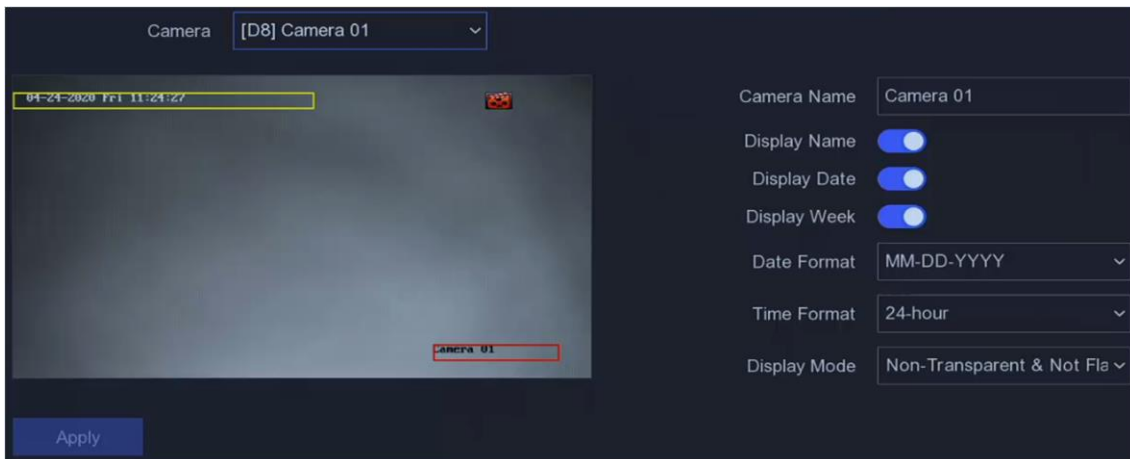 Camera [D8] Camera 01
04-24-2020 Fri 11:24:27
Camera 01
Camera Name Camera 01
Display Name
Display Date
Display Week
Date Format MM-DD-YYYY
Time Format 24-hour
Display Mode Non-Transparent & Not Fla
Apply